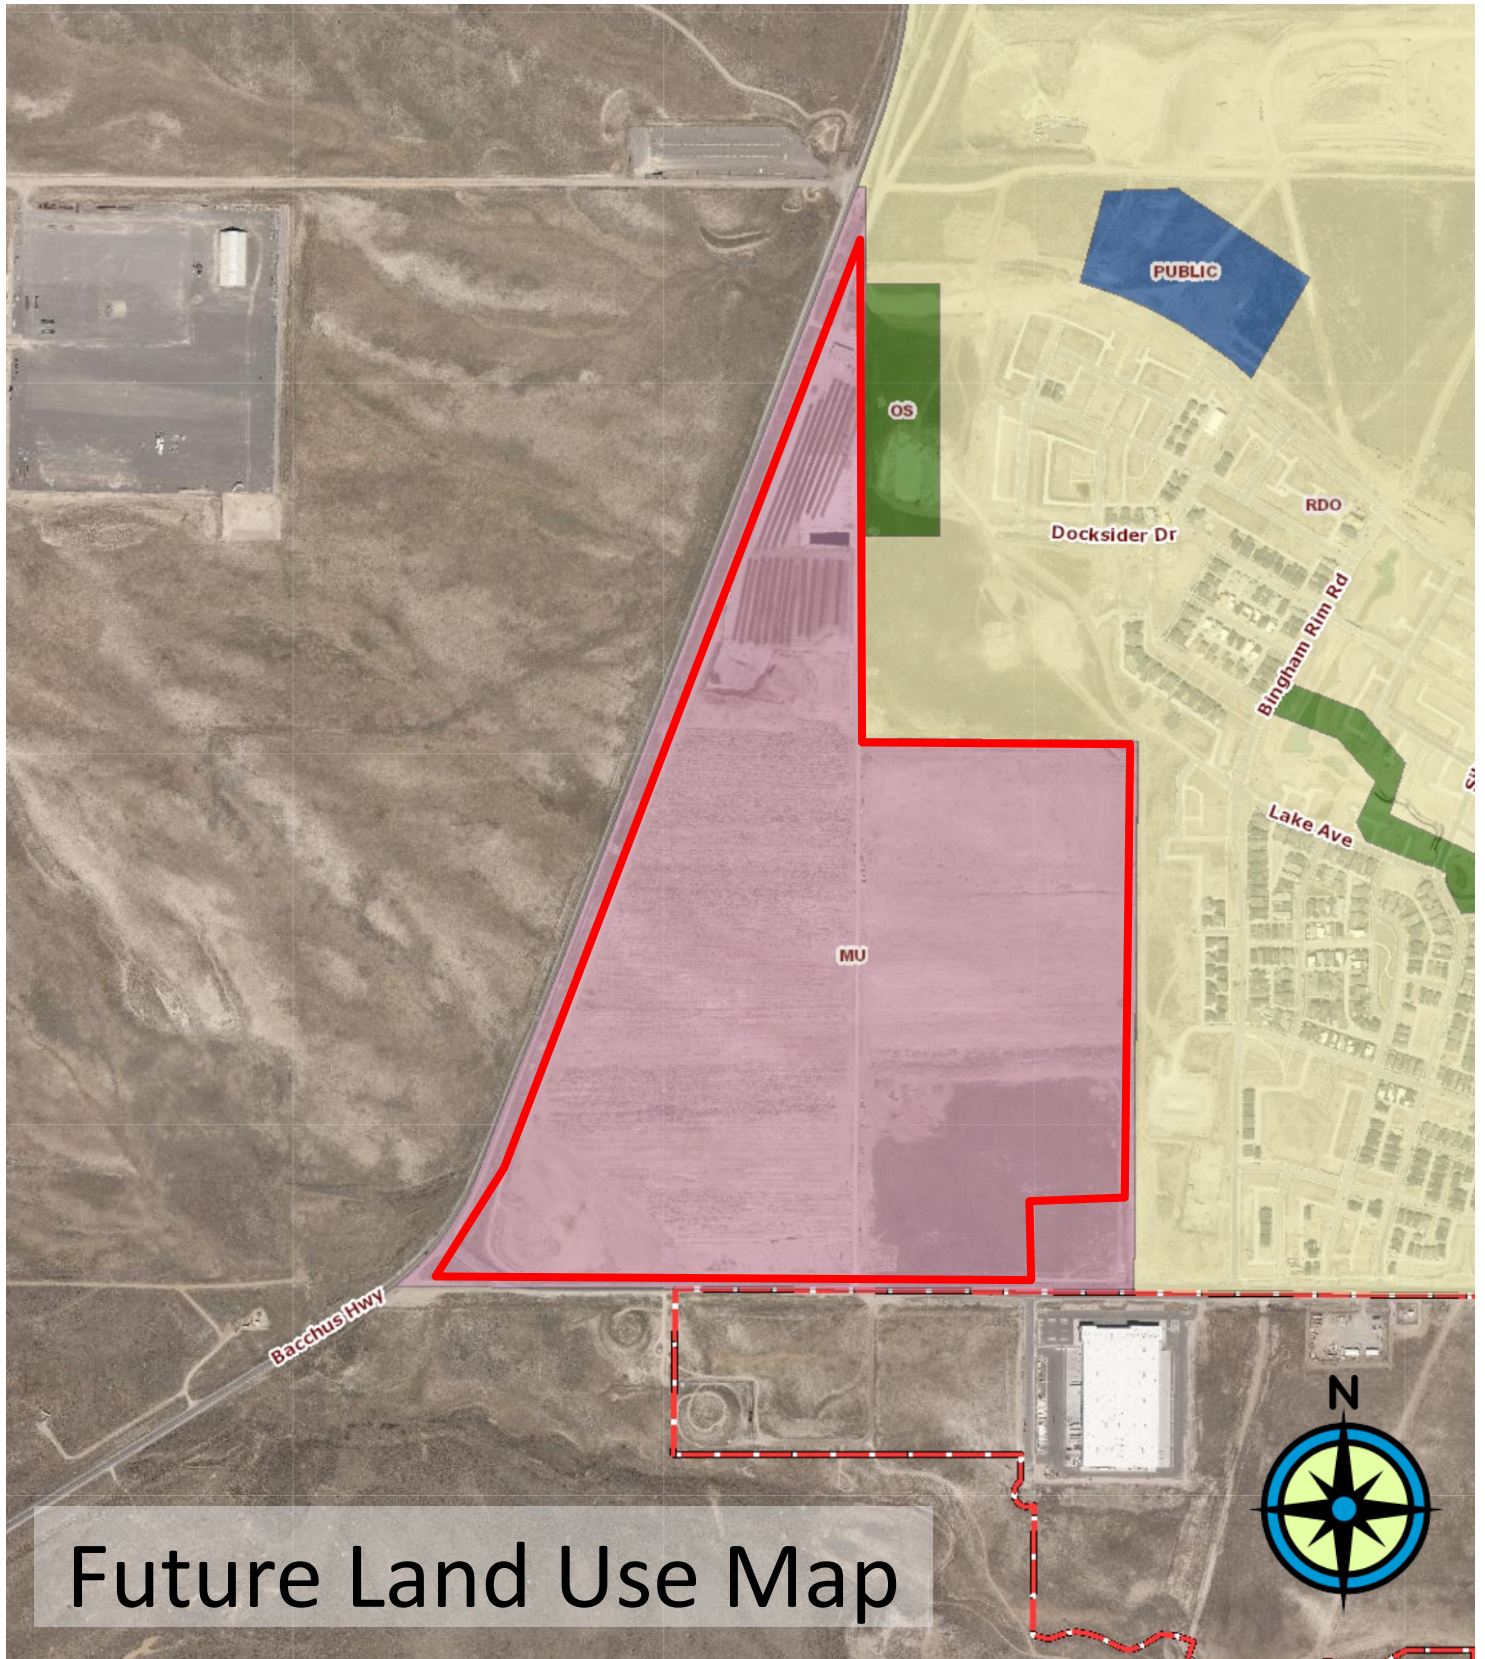 PUBLIC
OS
RDO
Docksider Dr
Bingham Rim Rd
Lake Ave
MU
Bacchus Hwy
N
Future Land Use Map